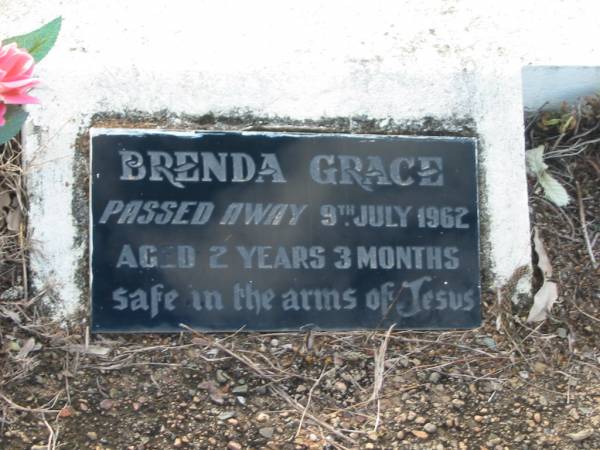 BRENDA GRACE
PASSED AWAY 9TH JULY 1962
AGED 2 YEARS 3 MONTHS
safe in the arms of Jesus